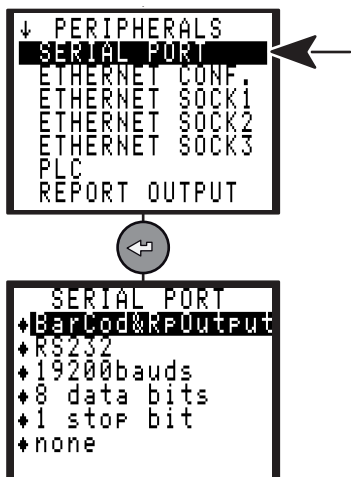 ↓ PERIPHERALS
SERIAL PORT
ETHERNET CONF.
ETHERNET SOCK1
ETHERNET SOCK2
ETHERNET SOCK3
PLC
REPORT OUTPUT
SERIAL PORT
♦BarCod&RpOutput
♦RS232
♦19200bauds
♦8 data bits
♦1 stop bit
♦none